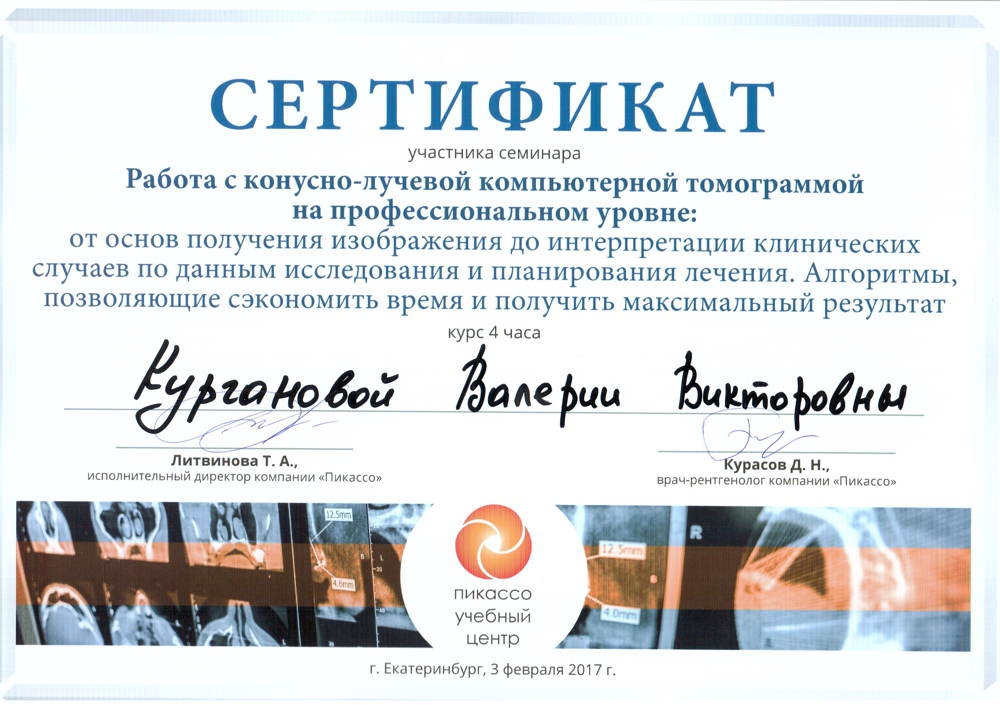 СЕРТИФИКАТ
участника семинара
Работа с конусно-лучевой компьютерной томограммой
на профессиональном уровне:
от основ получения изображения до интерпретации клинических
случаев по данным исследования и планирования лечения. Алгоритмы,
позволяющие сэкономить время и получить максимальный результат
курс 4 часа
Кургановой Валерии Викторовны
Литвинова Т. А.,
исполнительный директор компании «Пикассо»
Курасов Д. Н.,
врач-рентгенолог компании «Пикассо»
12.5mm
4.6mm
B L
-20
-40
12.5mm
4.0mm
R
пикассо
учебный
центр
г. Екатеринбург, 3 февраля 2017 г.